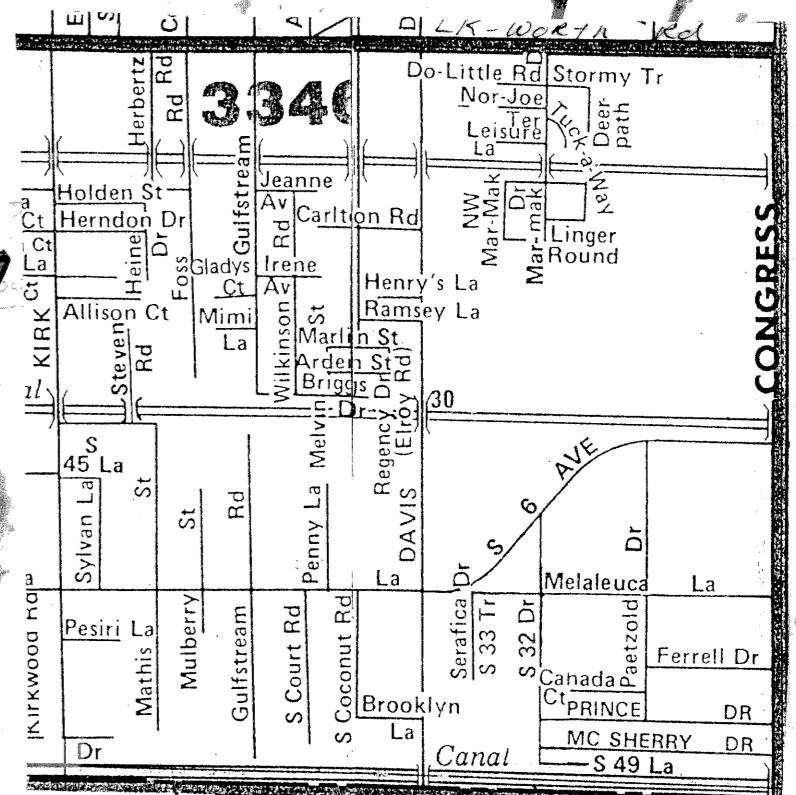 LK-Worth Rd
Herbertz
Rd
Rd
Do-Little Rd
Stormy Tr
Nor-Joe
Ter
Leisure
La
Tuck-a-Way
Deer-
path
Gulfstream
Holden St
Jeanne
Av
Carlton Rd
NW
Mar-Mak
Dr
Mar-mak
Linger
Round
Ct
Herndon Dr
Ct
La
Heine
Dr
Foss
Gladys
Ct
Irene
Av
Rd
Wilkinson
Henry's La
Ramsey La
CONGRESS
KIRK
Ct
Allison Ct
Mimi
La
St
Melvin
Marlin St
Arden St
Briggs
Dr
Steven
Rd
Regency Dr
(Elroy Rd)
30
S
45 La
Sylvan La
St
St
Rd
Penny La
DAVIS
S 6 AVE
Dr
La
Melaleuca La
Kirkwood Rd
Pesiri La
Mathis
Mulberry
Gulfstream
S Court Rd
S Coconut Rd
Serafica Dr
S 33 Tr
S 32 Dr
Paetzold
Ferrell Dr
Canada
Ct
Brooklyn
La
PRINCE DR
Dr
MC SHERRY DR
Canal
S 49 La